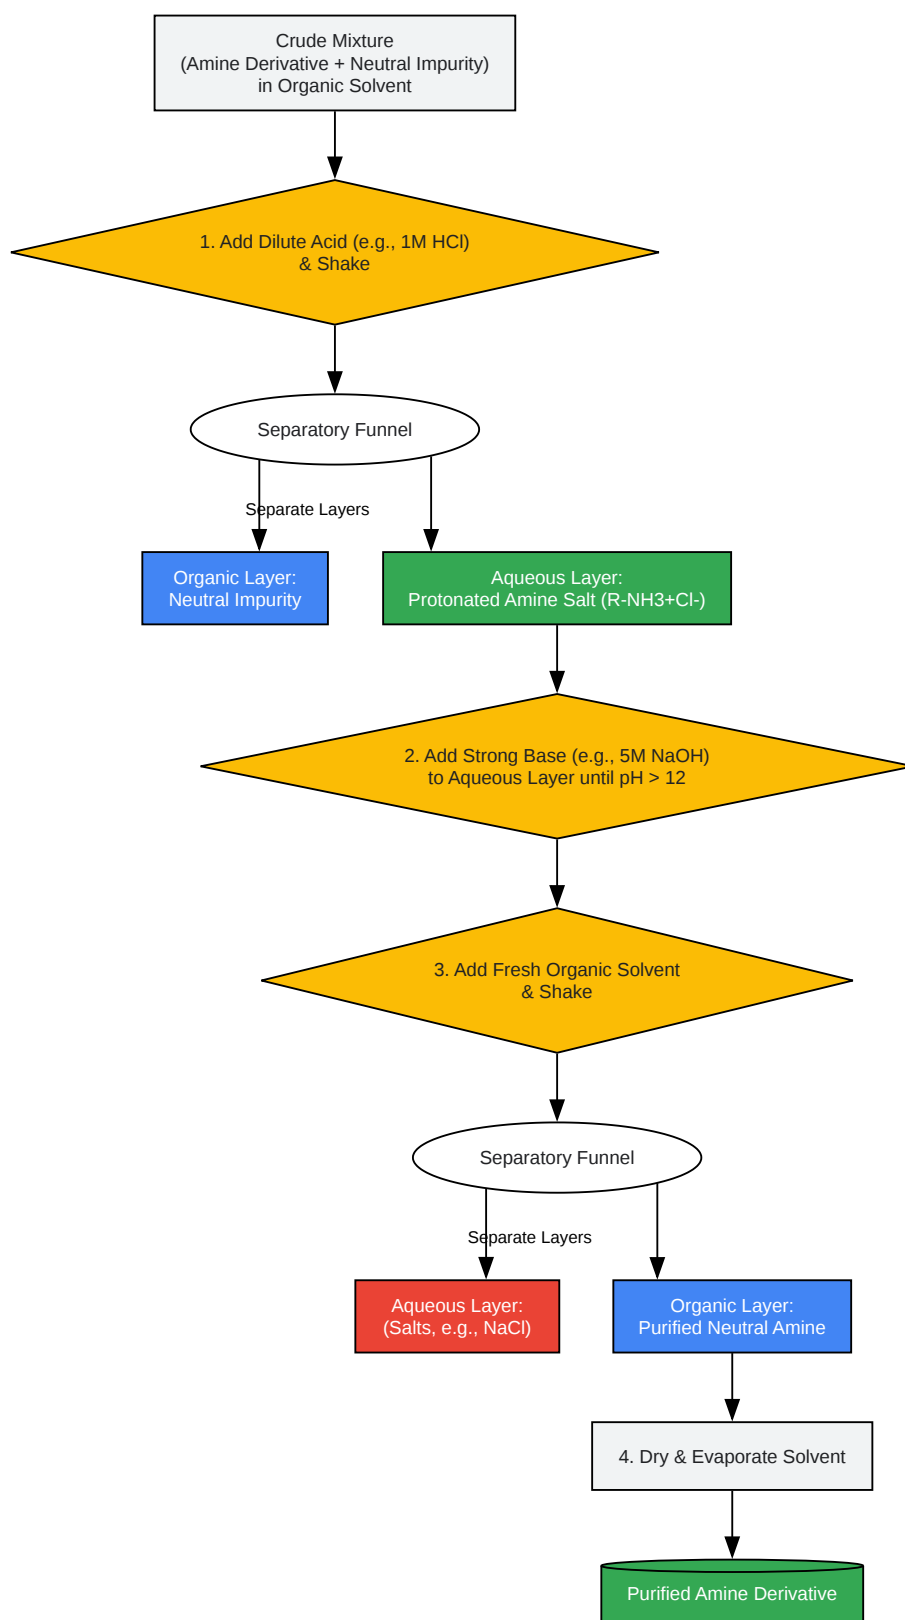 Crude Mixture
(Amine Derivative + Neutral Impurity)
in Organic Solvent
1. Add Dilute Acid (e.g., 1M HCl)
& Shake
Separatory Funnel
Separate Layers
Organic Layer:
Neutral Impurity
Aqueous Layer:
Protonated Amine Salt (R-NH3+Cl-)
2. Add Strong Base (e.g., 5M NaOH)
to Aqueous Layer until pH > 12
3. Add Fresh Organic Solvent
& Shake
Separatory Funnel
Separate Layers
Aqueous Layer:
(Salts, e.g., NaCl)
Organic Layer:
Purified Neutral Amine
4. Dry & Evaporate Solvent
Purified Amine Derivative